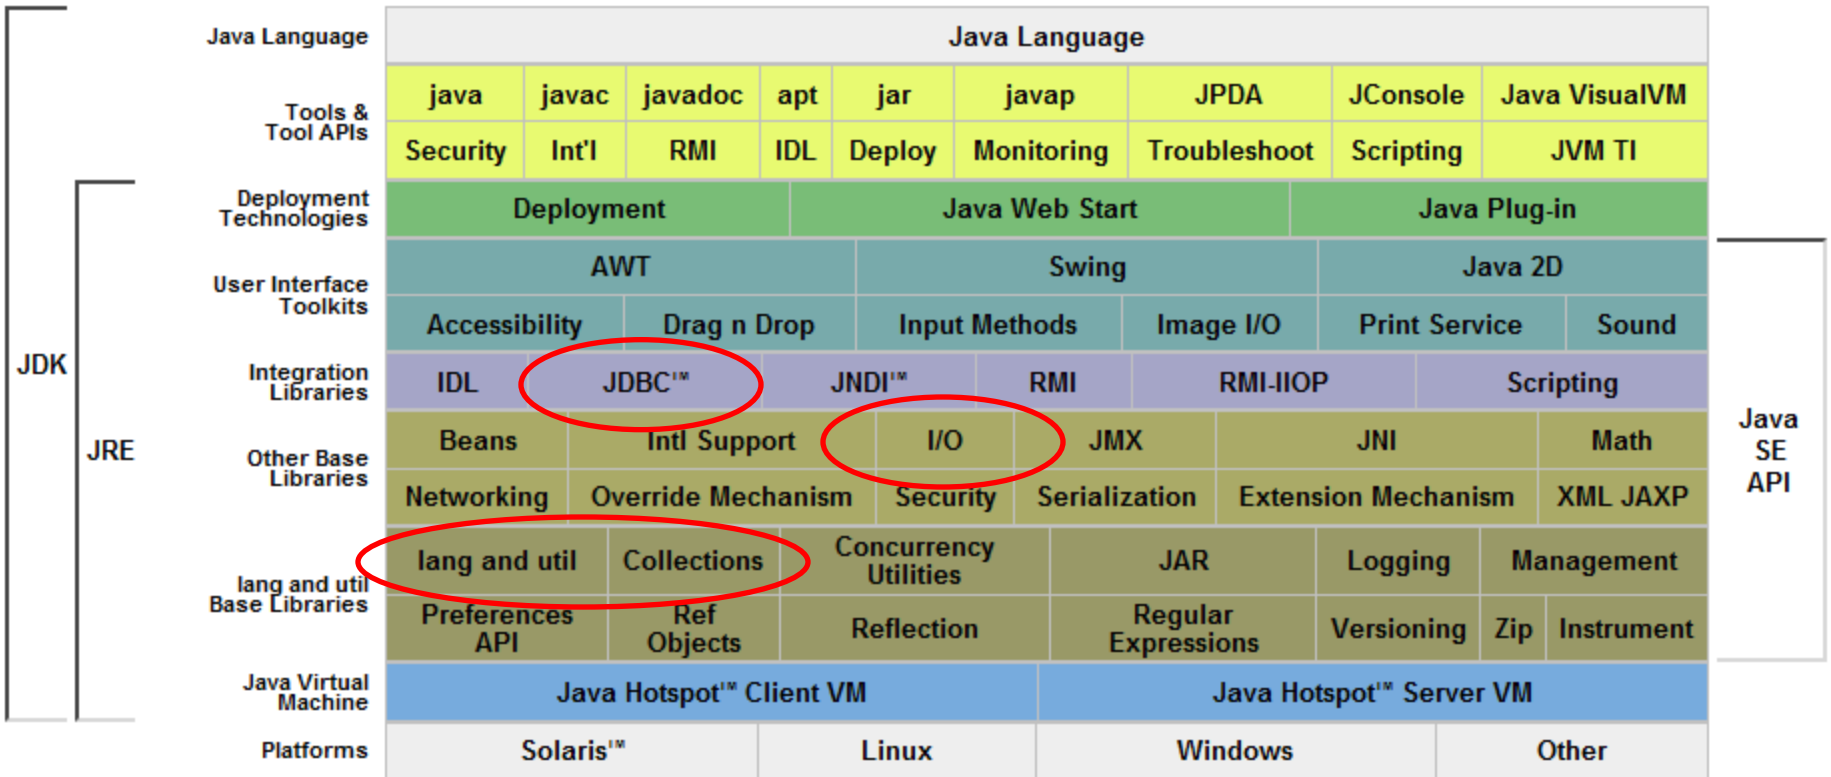 Java Language
Java Language
Tools &
Tool APIs
java javac javadoc apt jar javap JPDA JConsole Java VisualVM
Security Int'l RMI IDL Deploy Monitoring Troubleshoot Scripting JVM TI
Deployment
Technologies
Deployment Java Web Start Java Plug-in
User Interface
Toolkits
AWT Swing Java 2D
Accessibility Drag n Drop Input Methods Image I/O Print Service Sound
Integration
Libraries
IDL JDBC™ JNDI™ RMI RMI-IIOP Scripting
Other Base
Libraries
Beans Intl Support I/O JMX JNI Math
Networking Override Mechanism Security Serialization Extension Mechanism XML JAXP
lang and util
Base Libraries
lang and util Collections Concurrency
Utilities JAR Logging Management
Preferences
API Ref
Objects Reflection Regular
Expressions Versioning Zip Instrument
Java Virtual
Machine
Java Hotspot™ Client VM Java Hotspot™ Server VM
Platforms
Solaris™ Linux Windows Other
JDK
JRE
Java
SE
API